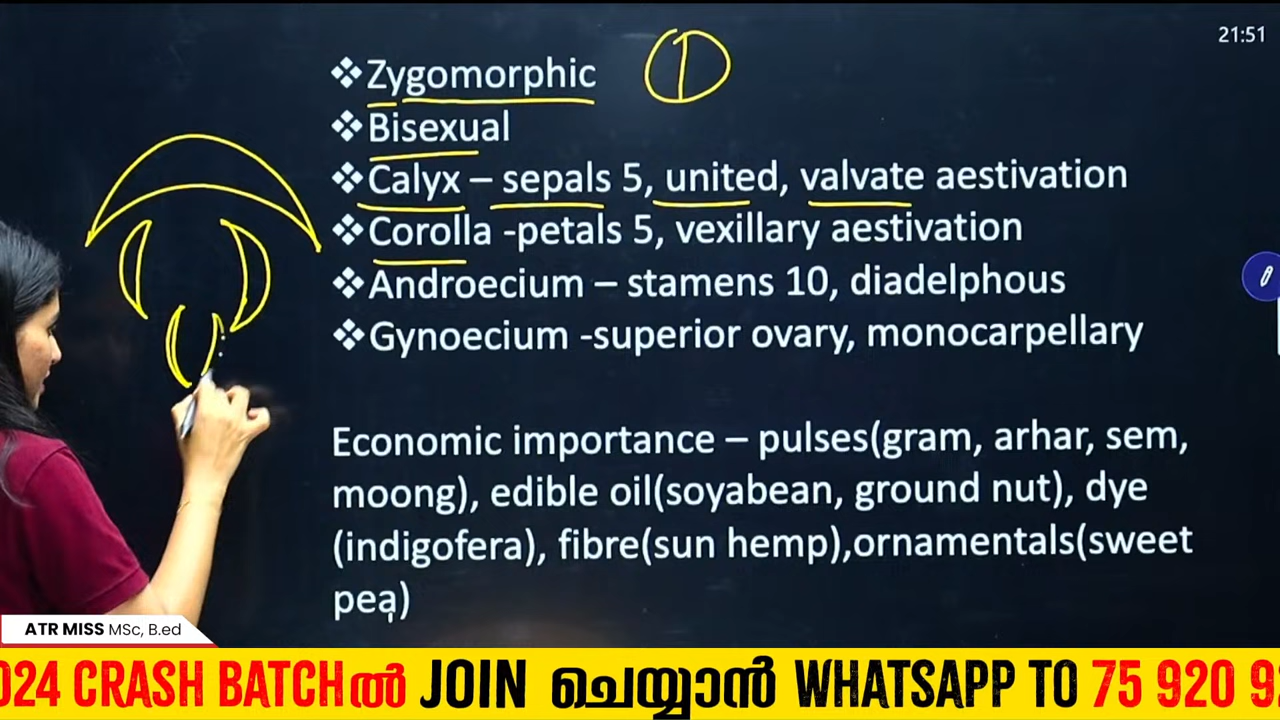 21:51
❖Zygomorphic
❖Bisexual
❖Calyx – sepals 5, united, valvate aestivation
❖Corolla -petals 5, vexillary aestivation
❖Androecium – stamens 10, diadelphous
❖Gynoecium -superior ovary, monocarpellary
Economic importance – pulses(gram, arhar, sem,
moong), edible oil(soyabean, ground nut), dye
(indigofera), fibre(sun hemp),ornamentals(sweet
pea)
ATR MISS MSc, B.ed
024 CRASH BATCHൽ JOIN ചെയ്യാൻ WHATSAPP TO 75 920 9